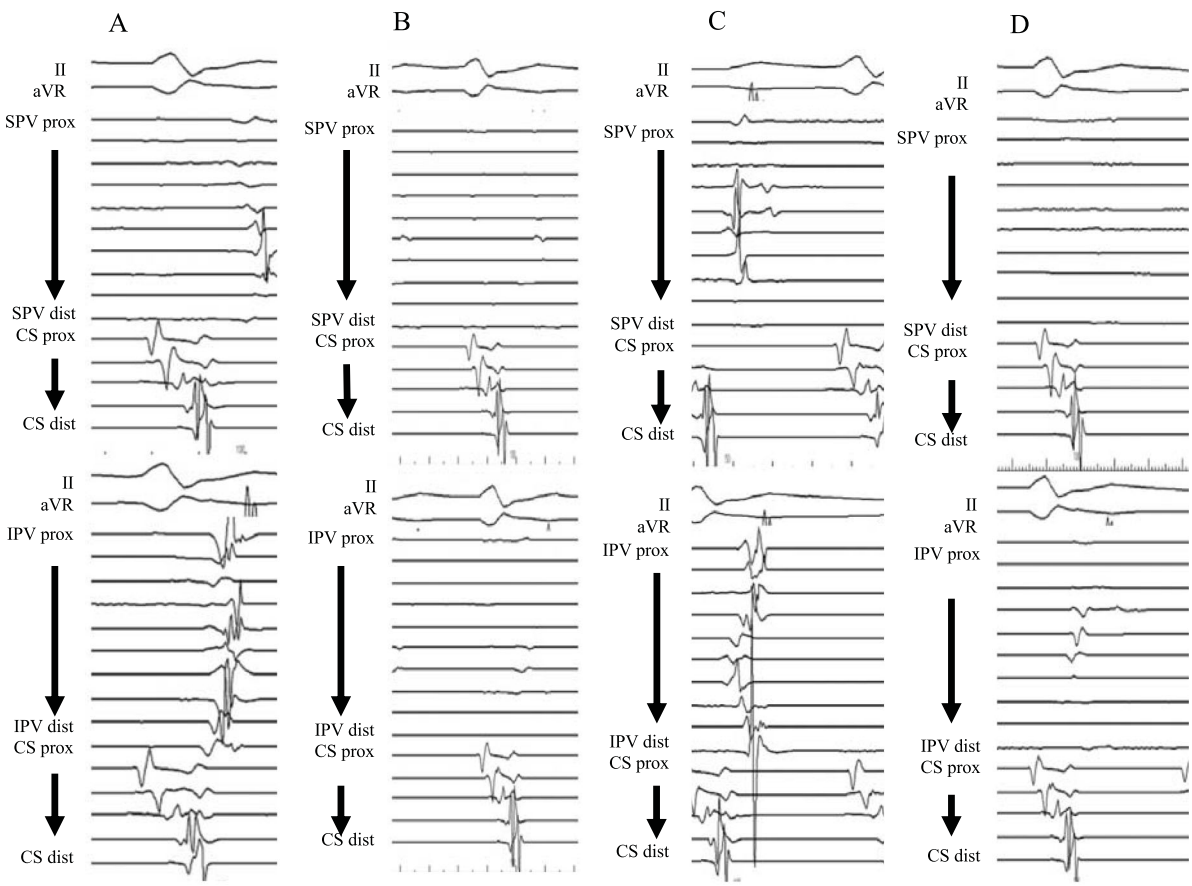 A
B
C
D
II
aVR
SPV prox
SPV dist
CS prox
CS dist
II
aVR
IPV prox
IPV dist
CS prox
CS dist
II
aVR
SPV prox
SPV dist
CS prox
CS dist
II
aVR
IPV prox
IPV dist
CS prox
CS dist
II
aVR
SPV prox
SPV dist
CS prox
CS dist
II
aVR
IPV prox
IPV dist
CS prox
CS dist
II
aVR
SPV prox
SPV dist
CS prox
CS dist
II
aVR
IPV prox
IPV dist
CS prox
CS dist